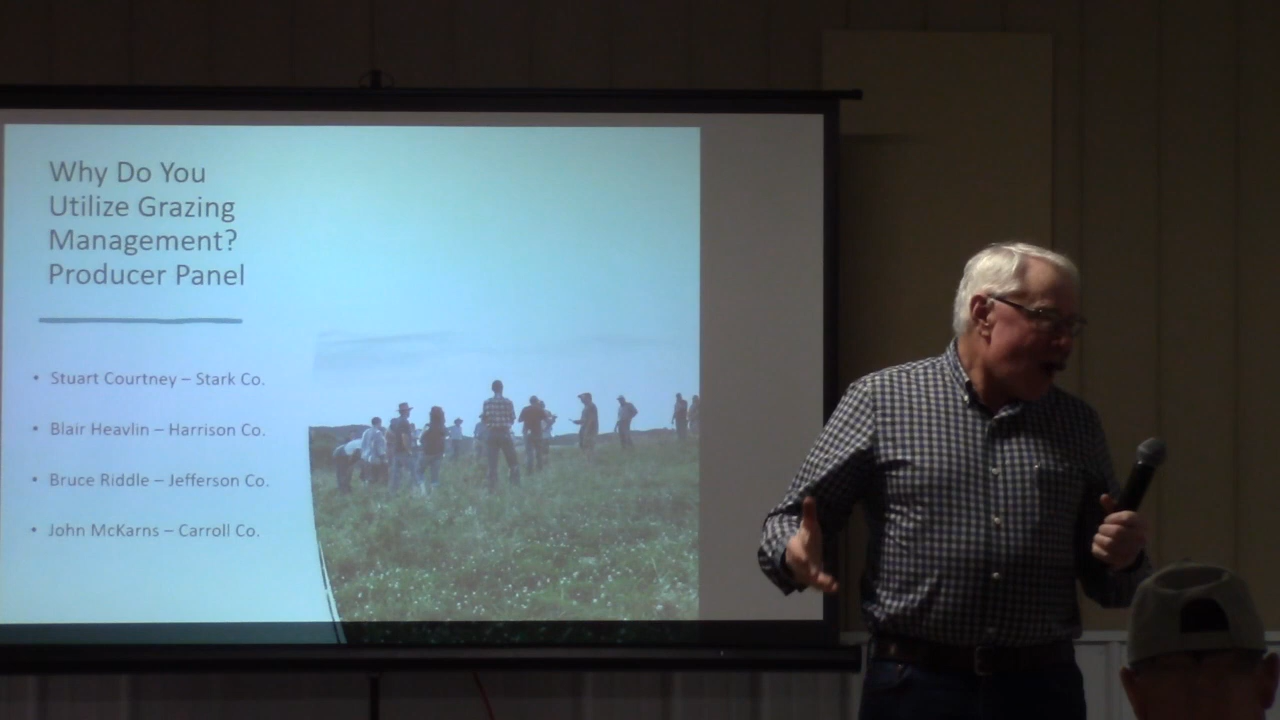 Why Do You
Utilize Grazing
Management?
Producer Panel
• Stuart Courtney – Stark Co.
• Blair Heavlin – Harrison Co.
• Bruce Riddle – Jefferson Co.
• John McKarns – Carroll Co.